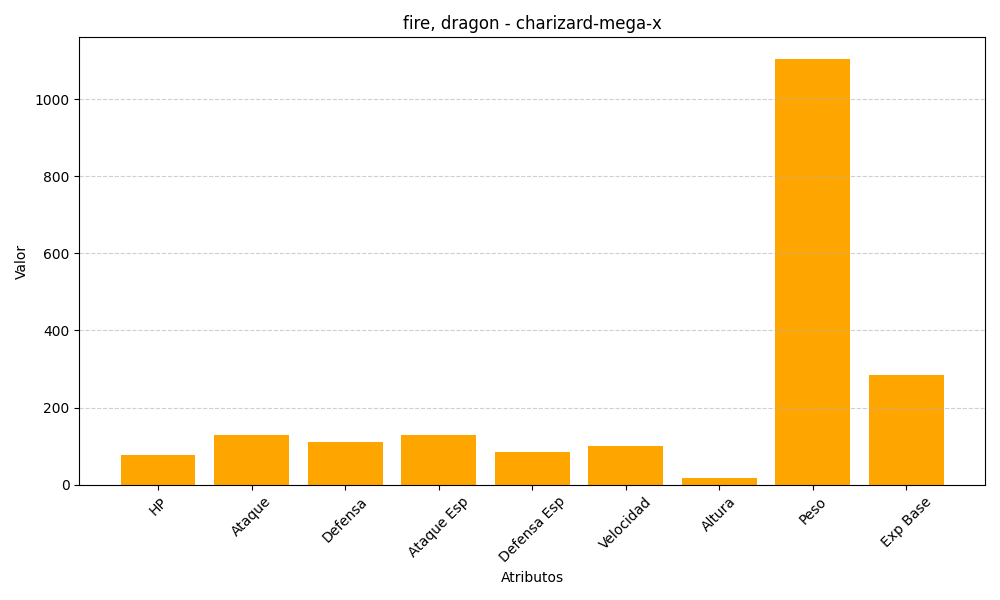 fire, dragon - charizard-mega-x
Valor
1000
800
600
400
200
0
HP
Ataque
Defensa
Ataque Esp
Defensa Esp
Velocidad
Altura
Peso
Exp Base
Atributos